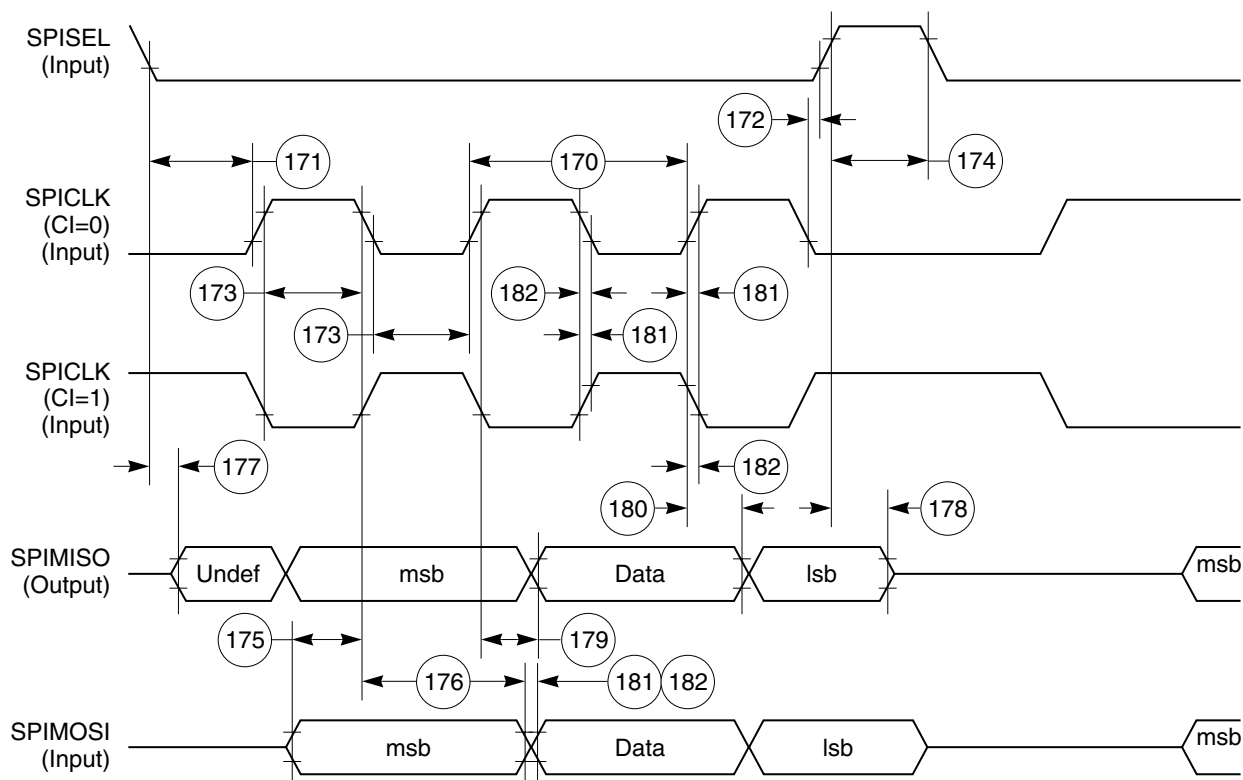 SPISEL
(Input)
172
171
170
174
SPICLK
(CI=0)
(Input)
173
182
181
173
181
SPICLK
(CI=1)
(Input)
177
182
180
178
SPIMISO
(Output)
Undef
msb
Data
lsb
msb
175
179
176
181
182
SPIMOSI
(Input)
msb
Data
lsb
msb